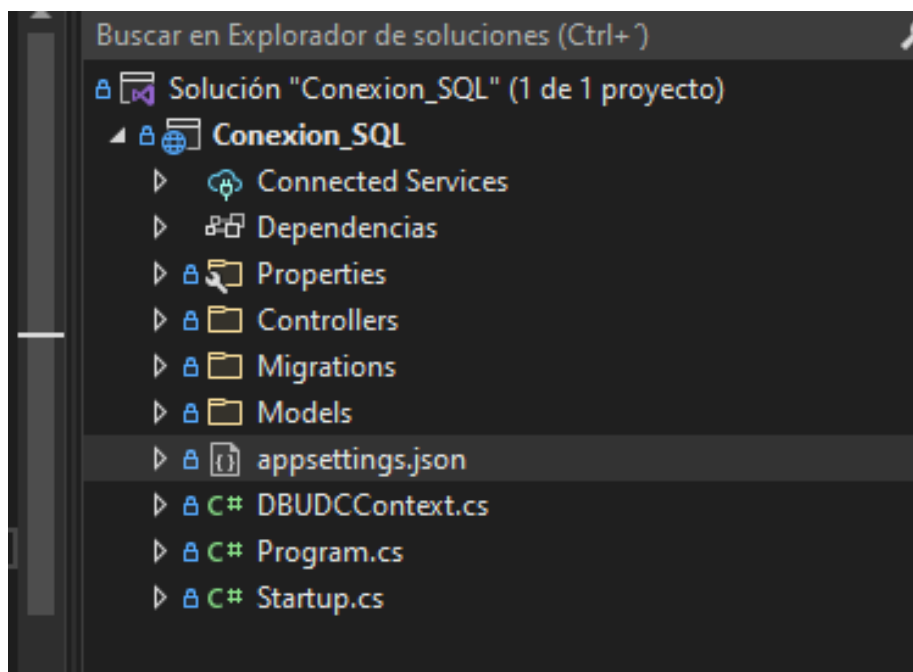 Buscar en Explorador de soluciones (Ctrl+´)
Solución "Conexion_SQL" (1 de 1 proyecto)
Conexion_SQL
Connected Services
Dependencias
Properties
Controllers
Migrations
Models
appsettings.json
C# DBUDCContext.cs
C# Program.cs
C# Startup.cs